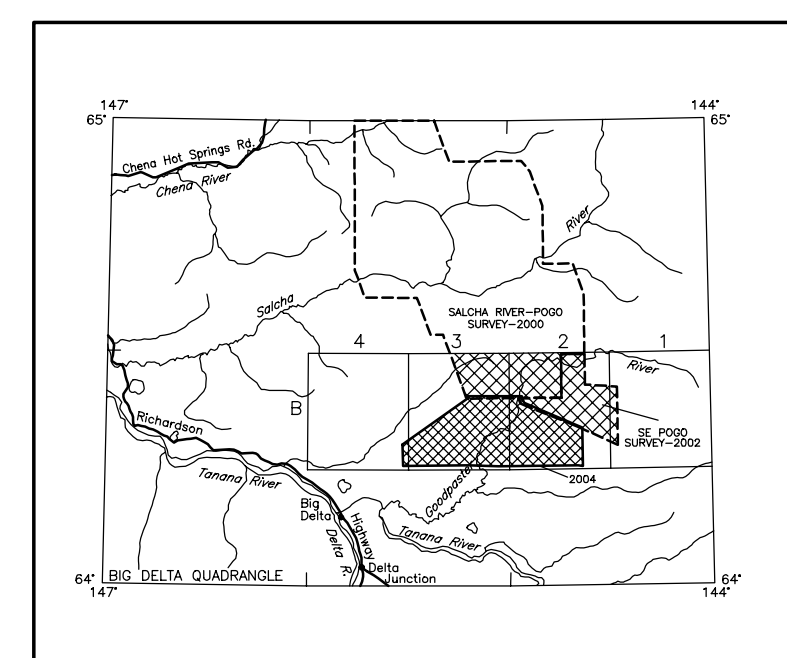 147°
144°
65°
65°
Chena Hot Springs Rd.
Chena River
River
Salcha
SALCHA RIVER-POGO
SURVEY-2000
4
3
2
1
River
B
Richardson
SE POGO
SURVEY-2002
Tanana River
2004
Goodpaster
Big
Delta
Highway
Delta R.
Tanana River
Delta
Junction
BIG DELTA QUADRANGLE
64°
64°
147°
144°